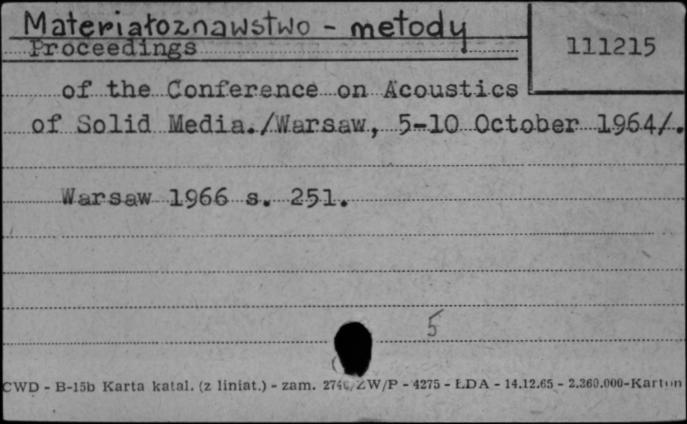 Materiałoznawstwo - metody
Proceedings
111215
of the Conference on Acoustics
of Solid Media./Warsaw, 5-10 October 1964/.
Warsaw 1966 s. 251.
5
CWD - B-15b Karta katal. (z liniat.) - zam. ZW/P - 4275 - ŁDA - 14.12.65 - 2.360.000-Karton